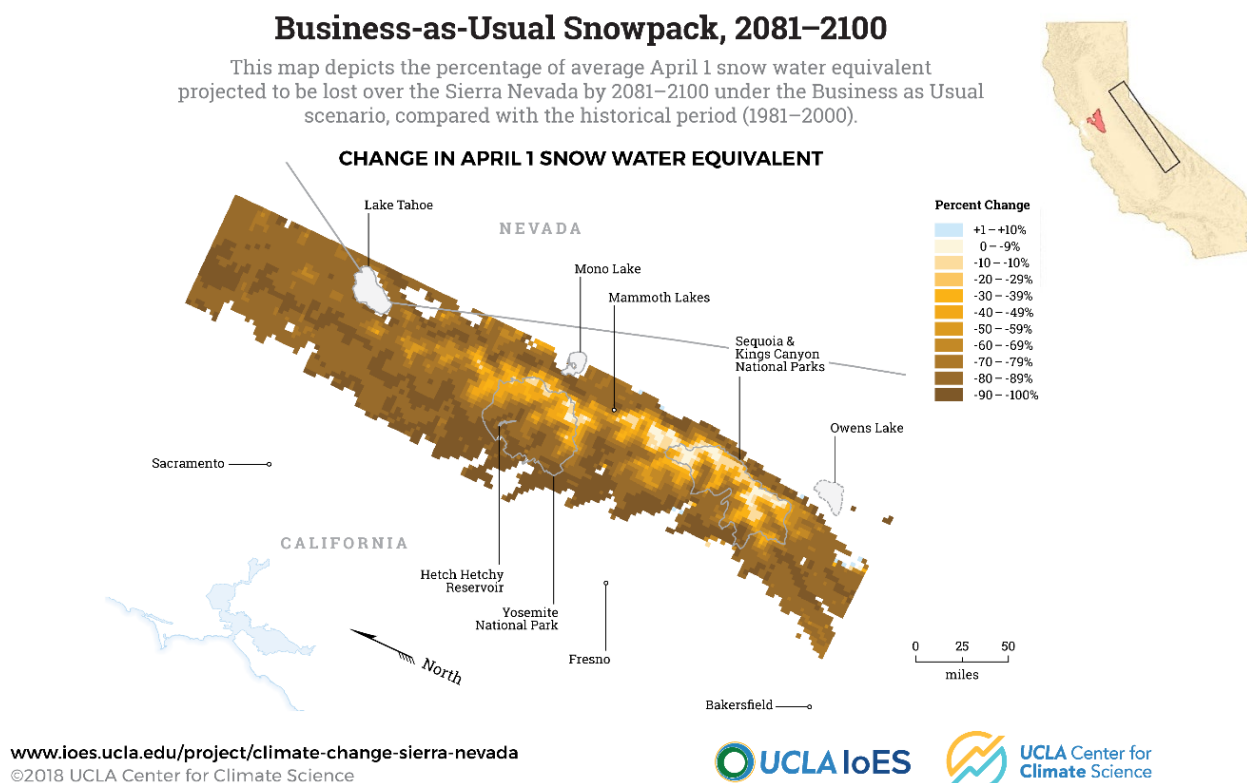 Business-as-Usual Snowpack, 2081–2100
This map depicts the percentage of average April 1 snow water equivalent
projected to be lost over the Sierra Nevada by 2081–2100 under the Business as Usual
scenario, compared with the historical period (1981–2000).
CHANGE IN APRIL 1 SNOW WATER EQUIVALENT
Lake Tahoe
NEVADA
Mono Lake
Mammoth Lakes
Sequoia &
Kings Canyon
National Parks
Owens Lake
Percent Change
+1 – +10%
0 – -9%
-10 – -10%
-20 – -29%
-30 – -39%
-40 – -49%
-50 – -59%
-60 – -69%
-70 – -79%
-80 – -89%
-90 – -100%
Sacramento
CALIFORNIA
Hetch Hetchy
Reservoir
Yosemite
National Park
Fresno
North
Bakersfield
0 25 50
miles
www.ioes.ucla.edu/project/climate-change-sierra-nevada
©2018 UCLA Center for Climate Science
UCLA IoES
UCLA Center for
Climate Science